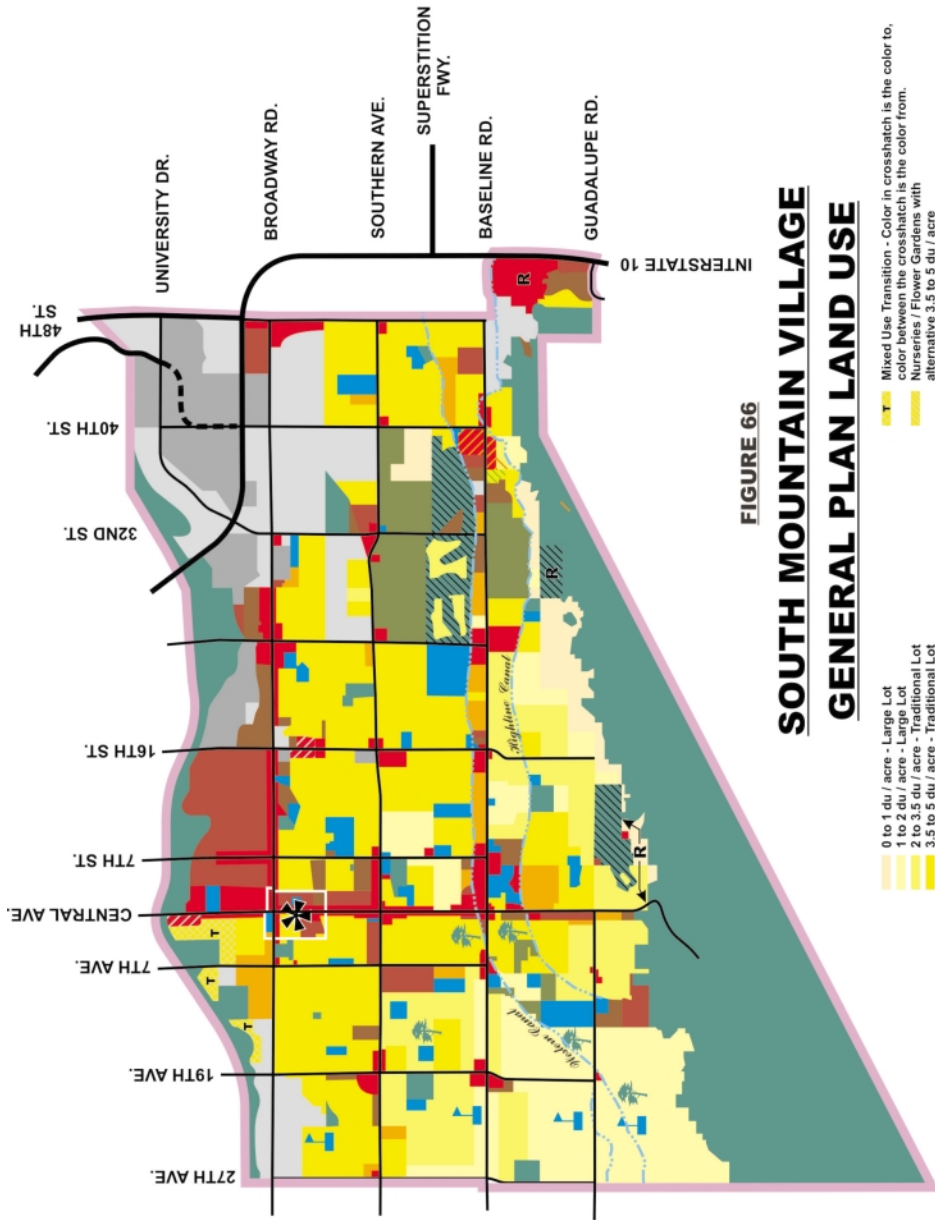 48TH
ST.
40TH ST.
32ND ST.
16TH ST.
7TH ST.
CENTRAL AVE.
7TH AVE.
19TH AVE.
27TH AVE.
UNIVERSITY DR.
BROADWAY RD.
SOUTHERN AVE.
SUPERSTITION
FWY.
BASELINE RD.
GUADALUPE RD.
INTERSTATE 10
R
R
R
T
T
T
Highline Canal
Western Canal
FIGURE 66
SOUTH MOUNTAIN VILLAGE
GENERAL PLAN LAND USE
0 to 1 du / acre - Large Lot
1 to 2 du / acre - Large Lot
2 to 3.5 du / acre - Traditional Lot
3.5 to 5 du / acre - Traditional Lot
T
Mixed Use Transition - Color in crosshatch is the color to,
color between the crosshatch is the color from.
Nurseries / Flower Gardens with
alternative 3.5 to 5 du / acre